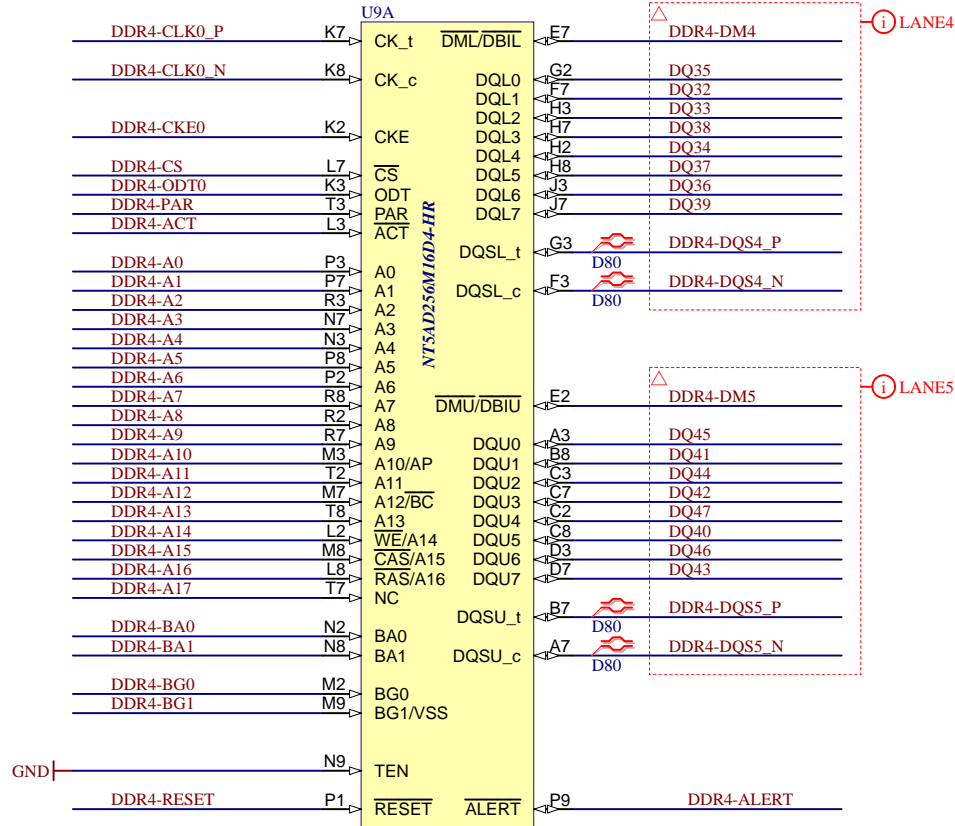 U9A
DDR4-CLK0_P K7 CK_t DML/DBIL E7 DDR4-DM4 i LANE4
DDR4-CLK0_N K8 CK_c DQL0 G2 DQ35
DQL1 F7 DQ32
DQL2 H3 DQ33
DDR4-CKE0 K2 CKE DQL3 H7 DQ38
DQL4 H2 DQ34
DDR4-CS L7 CS DQL5 H8 DQ37
DDR4-ODT0 K3 ODT DQL6 J3 DQ36
DDR4-PAR T3 PAR DQL7 J7 DQ39
DDR4-ACT L3 ACT
NT5AD256M16D4-HR
DQSL_t G3 D80 DDR4-DQS4_P
DDR4-A0 P3 A0
DDR4-A1 P7 A1 DQSL_c F3 D80 DDR4-DQS4_N
DDR4-A2 R3 A2
DDR4-A3 N7 A3
DDR4-A4 N3 A4
DDR4-A5 P8 A5
DDR4-A6 P2 A6
DDR4-A7 R8 A7 DMU/DBIU E2 DDR4-DM5 i LANE5
DDR4-A8 R2 A8
DDR4-A9 R7 A9 DQU0 A3 DQ45
DDR4-A10 M3 A10/AP DQU1 B8 DQ41
DDR4-A11 T2 A11 DQU2 C3 DQ44
DDR4-A12 M7 A12/BC DQU3 C7 DQ42
DDR4-A13 T8 A13 DQU4 C2 DQ47
DDR4-A14 L2 WE/A14 DQU5 C8 DQ40
DDR4-A15 M8 CAS/A15 DQU6 D3 DQ46
DDR4-A16 L8 RAS/A16 DQU7 D7 DQ43
DDR4-A17 T7 NC
DQSU_t B7 D80 DDR4-DQS5_P
DDR4-BA0 N2 BA0
DDR4-BA1 N8 BA1 DQSU_c A7 D80 DDR4-DQS5_N
DDR4-BG0 M2 BG0
DDR4-BG1 M9 BG1/VSS
GND N9 TEN
DDR4-RESET P1 RESET ALERT P9 DDR4-ALERT